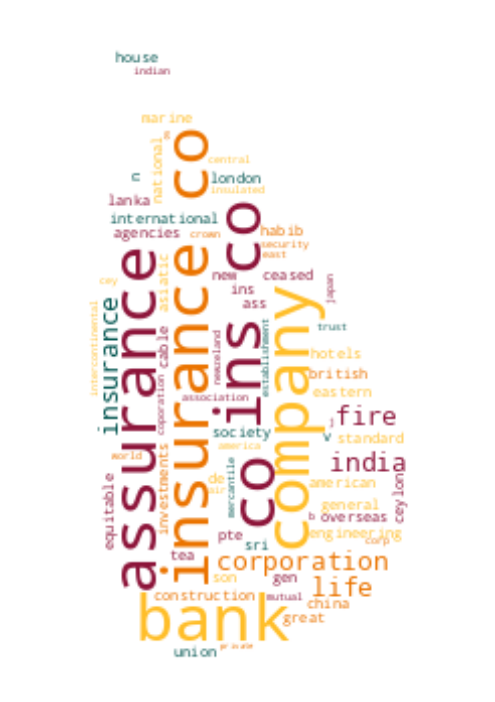 house
indian
marine
a
co
national
central
n
london
insulated
lanka
co
international
agencies
crown
habib
security
east
assurance
insurance
asiatic
new
ceased
japan
cey
ins
ass
company
intercontinental
insurance
cable
newzeland
establishment
trust
ins
hotels
british
coporation
association
eastern
j
fire
society
v
standard
america
world
india
co
investments
de
air
mercantile
american
ceylon
equitable
general
b
overseas
pte
engineering
sri
corp
tea
corporation
son
gen
life
construction
mutual
china
bank
great
union
private